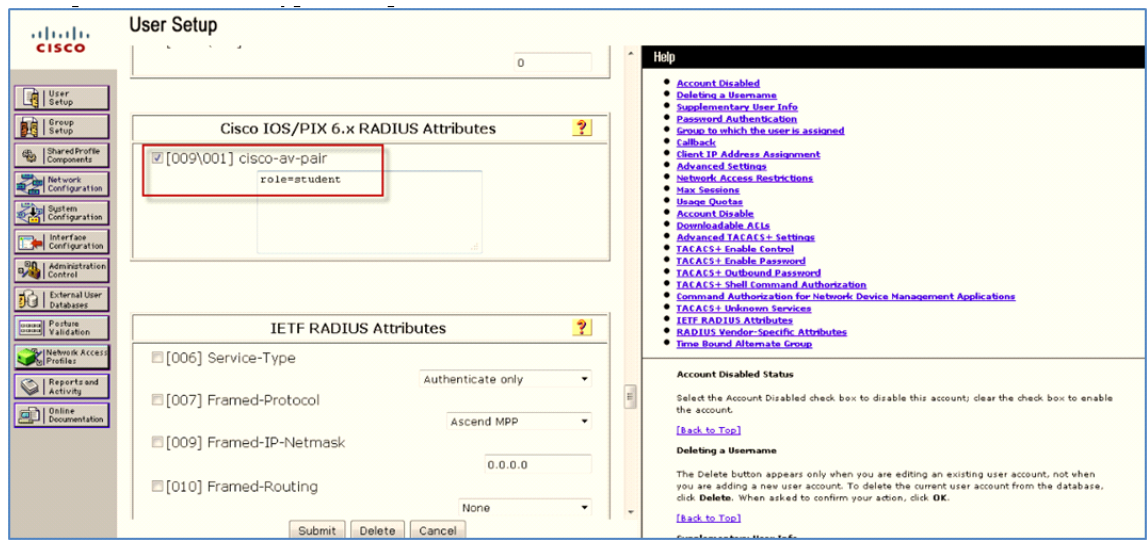 User Setup
CISCO
User
Setup
Group
Setup
Shared Profile
Components
Network
Configuration
System
Configuration
Interface
Configuration
Administration
Control
External User
Databases
Posture
Validation
Network Access
Profiles
Reports and
Activity
Online
Documentation
0
Cisco IOS/PIX 6.x RADIUS Attributes
?
[009\001] cisco-av-pair
role=student
IETF RADIUS Attributes
?
[006] Service-Type
Authenticate only
[007] Framed-Protocol
Ascend MPP
[009] Framed-IP-Netmask
0.0.0.0
[010] Framed-Routing
None
Submit Delete Cancel
Help
Account Disabled
Deleting a Username
Supplementary User Info
Password Authentication
Group to which the user is assigned
Callback
Client IP Address Assignment
Advanced Settings
Network Access Restrictions
Max Sessions
Usage Quotas
Account Disable
Downloadable ACLs
Advanced TACACS+ Settings
TACACS+ Enable Control
TACACS+ Enable Password
TACACS+ Outbound Password
TACACS+ Shell Command Authorization
Command Authorization for Network Device Management Applications
TACACS+ Unknown Services
IETF RADIUS Attributes
RADIUS Vendor-Specific Attributes
Time Bound Alternate Group
Account Disabled Status
Select the Account Disabled check box to disable this account; clear the check box to enable
the account.
[Back to Top]
Deleting a Username
The Delete button appears only when you are editing an existing user account, not when
you are adding a new user account. To delete the current user account from the database,
click Delete. When asked to confirm your action, click OK.
[Back to Top]
Supplementary User Info